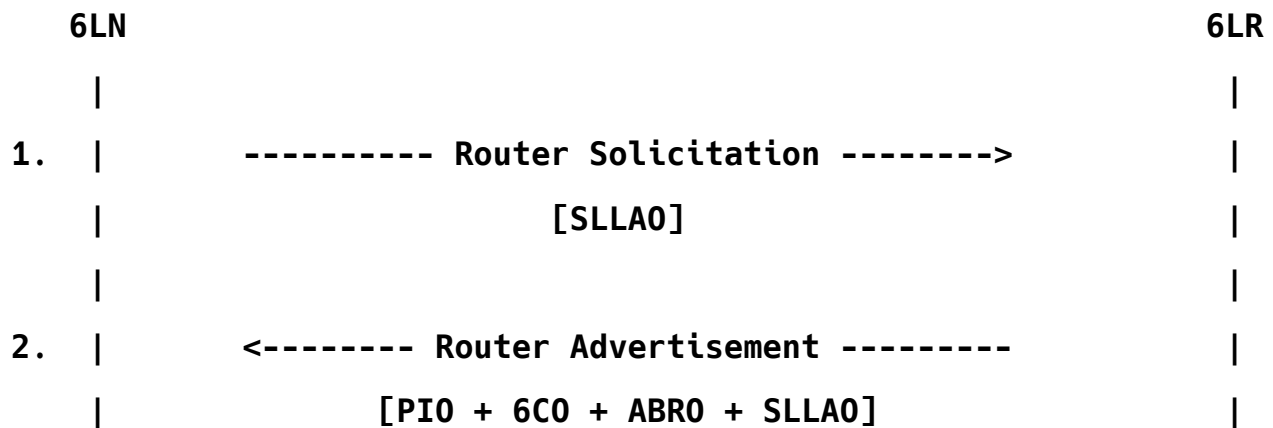 6LN 6LR
| |
1. | ---------- Router Solicitation --------> |
| [SLLAO] |
| |
2. | <-------- Router Advertisement --------- |
| [PIO + 6CO + ABRO + SLLAO] |